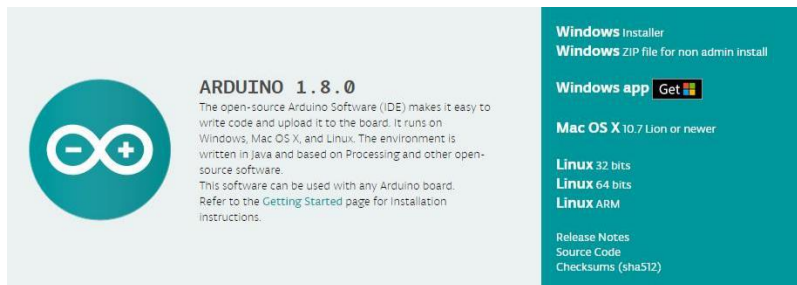 ARDUINO 1.8.0
The open-source Arduino Software (IDE) makes it easy to
write code and upload it to the board. It runs on
Windows, Mac OS X, and Linux. The environment is
written in Java and based on Processing and other open-
source software.
This software can be used with any Arduino board.
Refer to the Getting Started page for Installation
instructions.
Windows Installer
Windows ZIP file for non admin install
Windows app Get
Mac OS X 10.7 Lion or newer
Linux 32 bits
Linux 64 bits
Linux ARM
Release Notes
Source Code
Checksums (sha512)